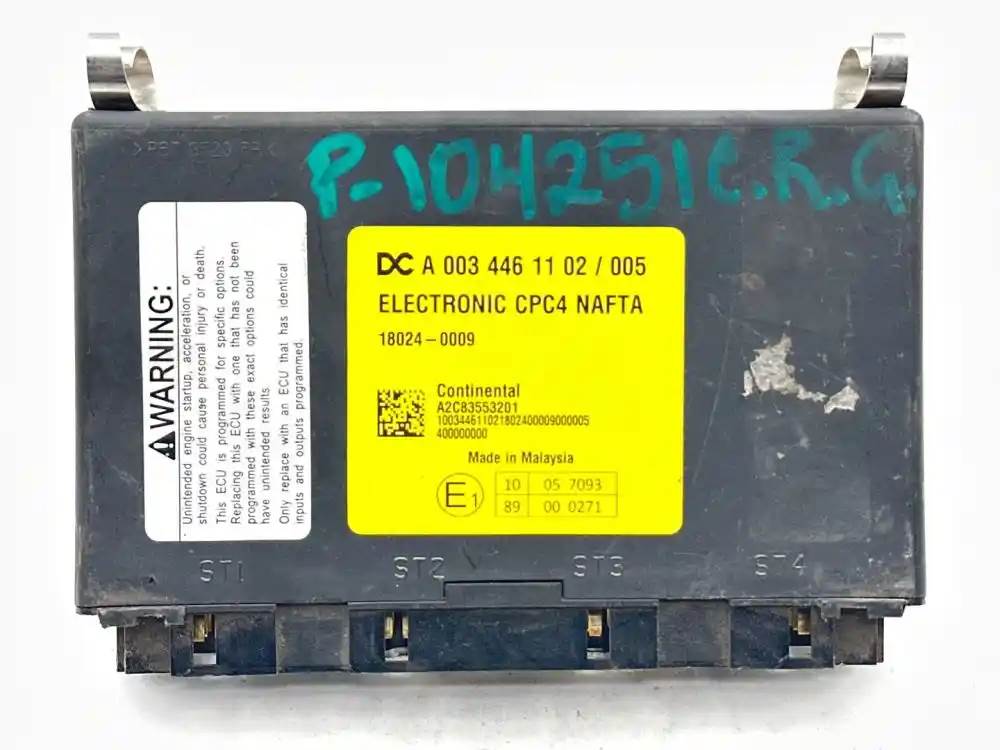 P-104251C.R.G.
WARNING:
Unintended engine startup, acceleration, or
shutdown could cause personal injury or death.
This ECU is programmed for specific options.
Replacing this ECU with one that has not been
programmed with these exact options could
have unintended results
Only replace with an ECU that has identical
inputs and outputs programmed.
DC A 003 446 11 02 / 005
ELECTRONIC CPC4 NAFTA
18024-0009
Continental
A2C83553201
10034461102180240009000005
400000000
Made in Malaysia
E1
10 05 7093
89 00 0271
ST1 ST2 ST3 ST4